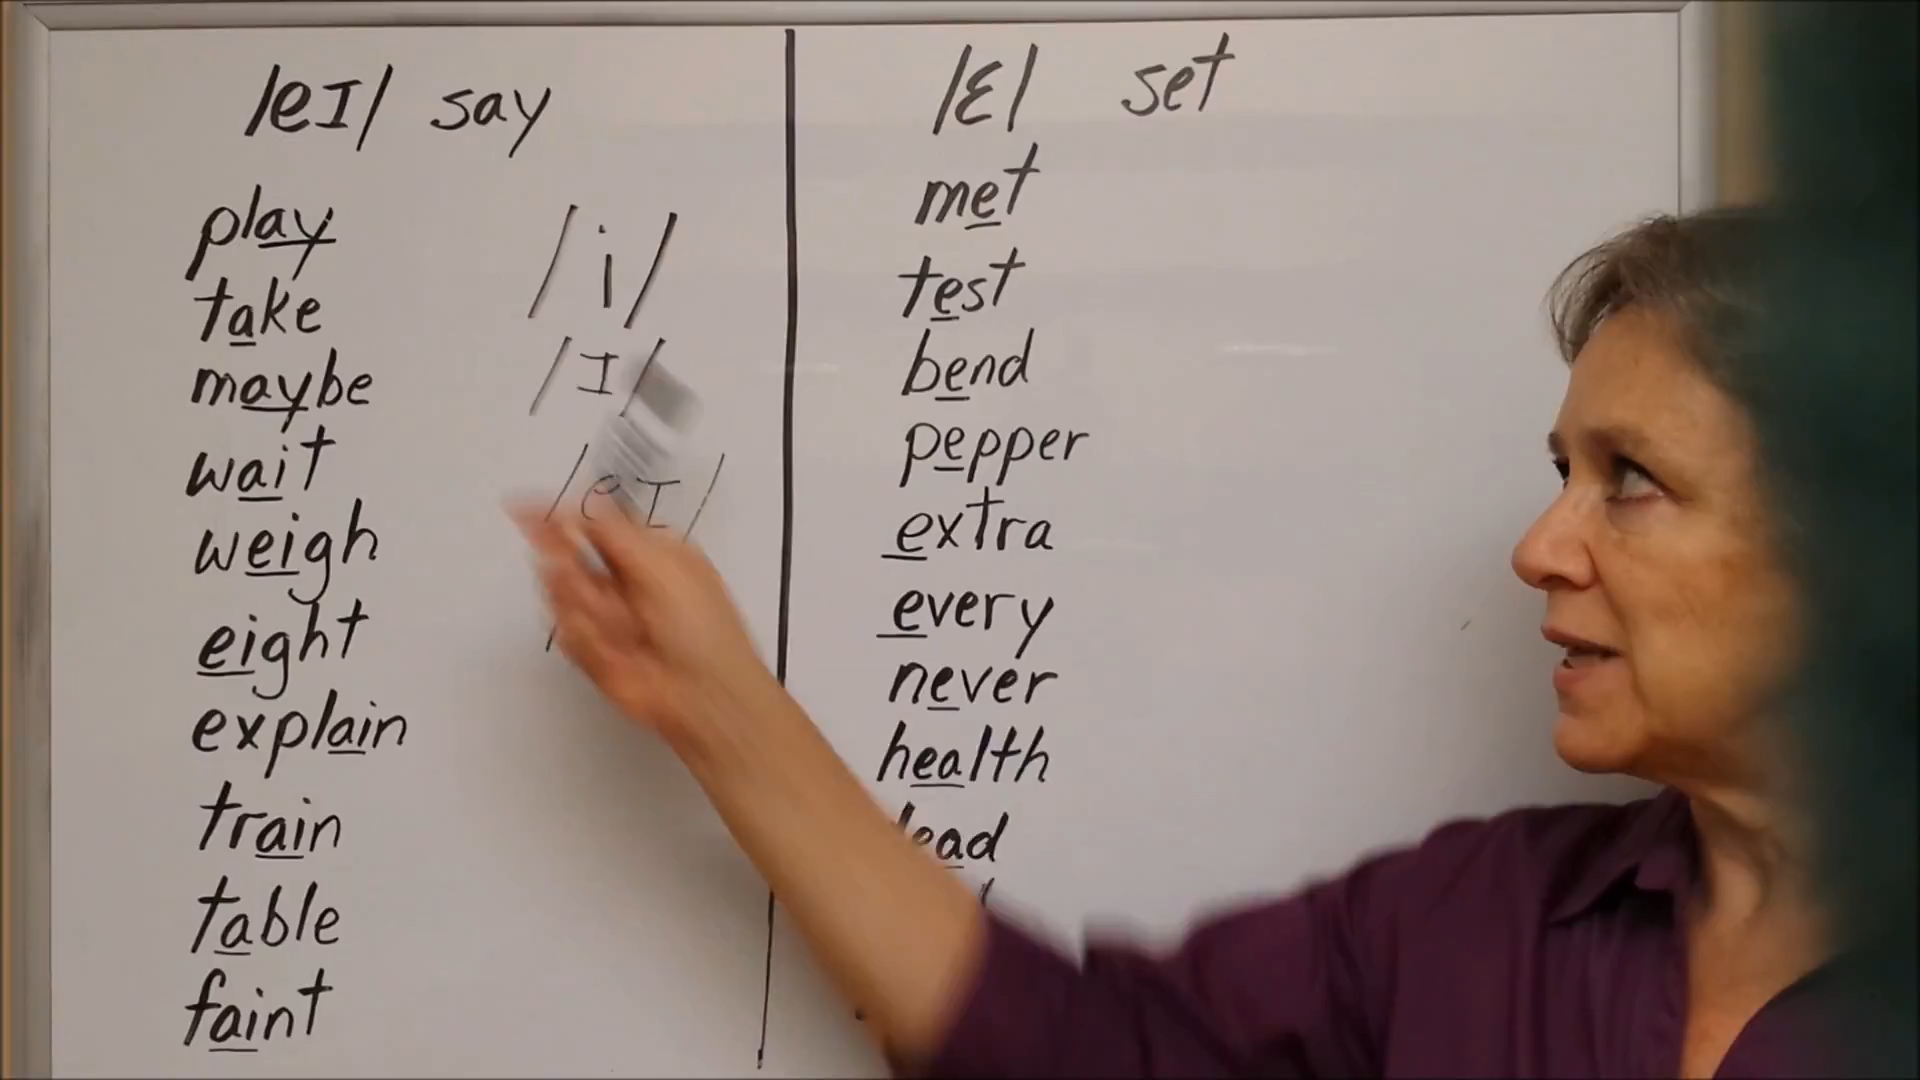 /eɪ/ say
play
take
maybe
wait
weigh
eight
explain
train
table
faint
/i/
/ɪ/
/eɪ/
/ɛ/ set
met
test
bend
pepper
extra
every
never
health